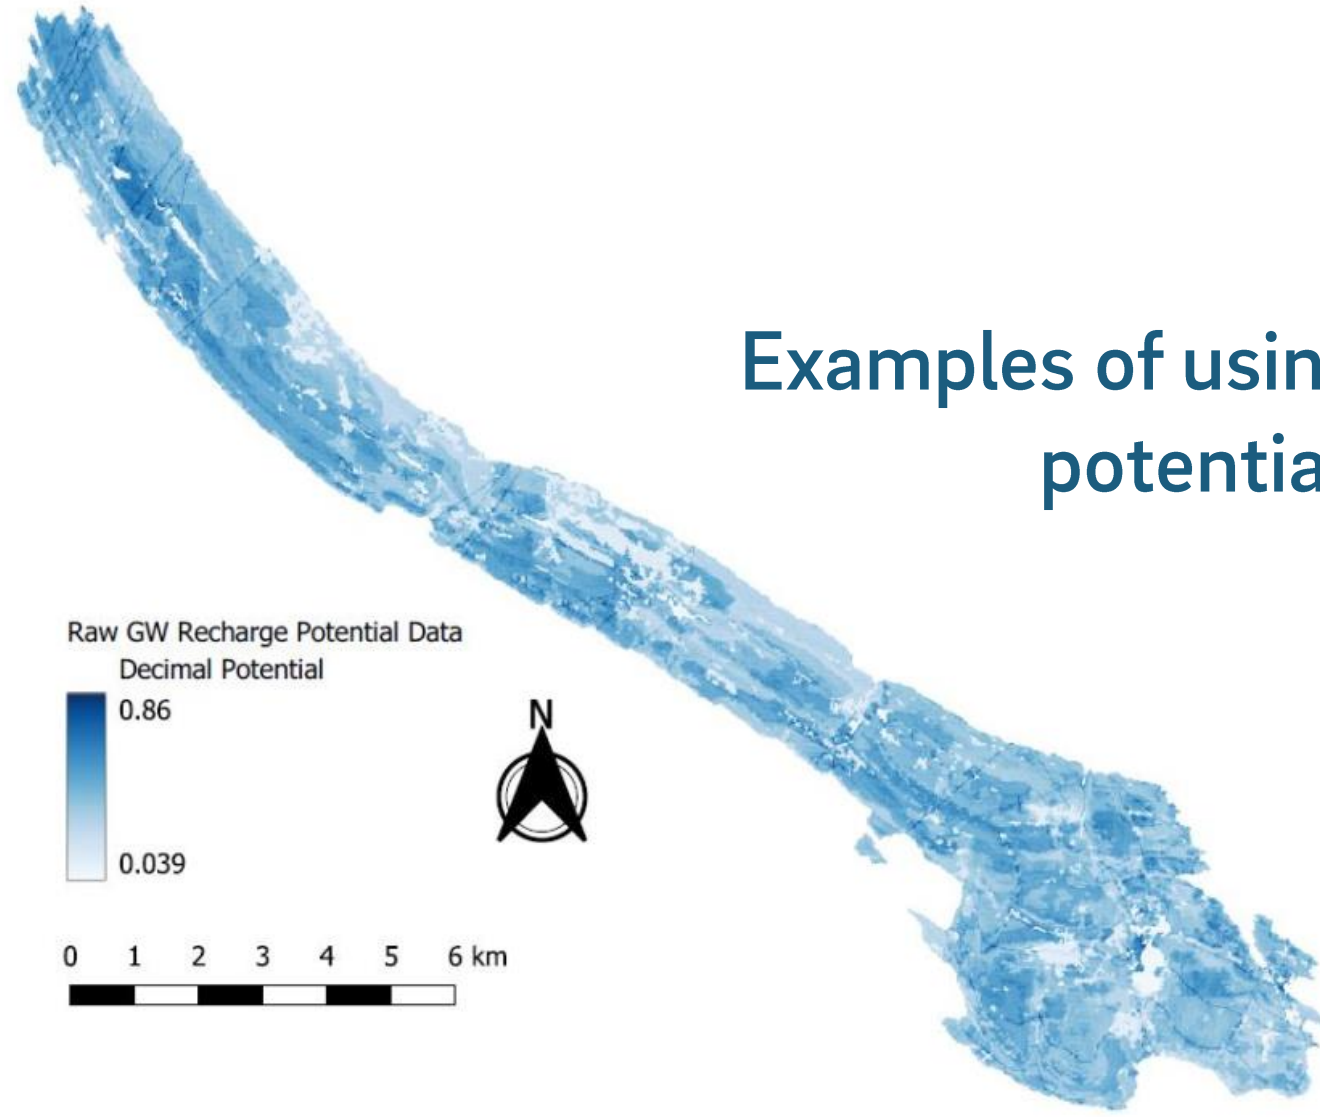 Examples of usin
potentia
Raw GW Recharge Potential Data
Decimal Potential
0.86
0.039
N
0 1 2 3 4 5 6 km